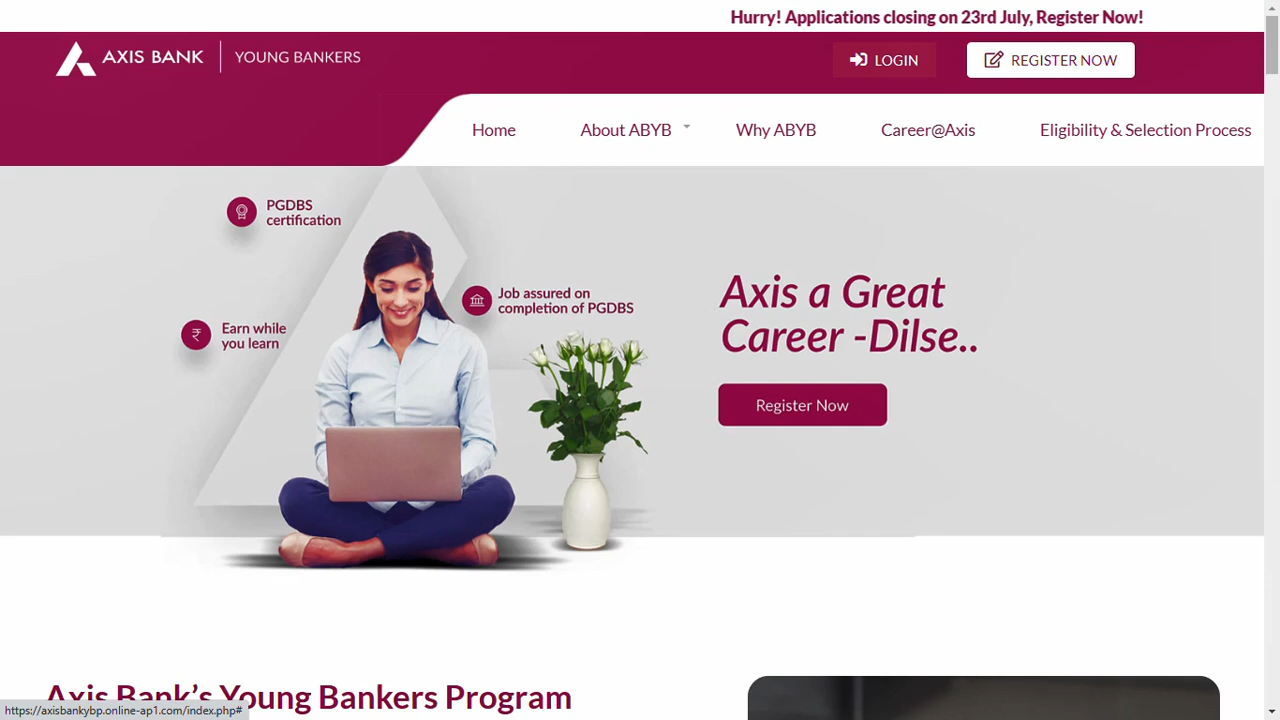 Hurry! Applications closing on 23rd July, Register Now!
AXIS BANK | YOUNG BANKERS
LOGIN
REGISTER NOW
Home
About ABYB
Why ABYB
Career@Axis
Eligibility & Selection Process
PGDBS
certification
Job assured on
completion of PGDBS
Earn while
you learn
Axis a Great
Career -Dilse..
Register Now
Axis Bank’s Young Bankers Program
https://axisbankybp.online-ap1.com/index.php#